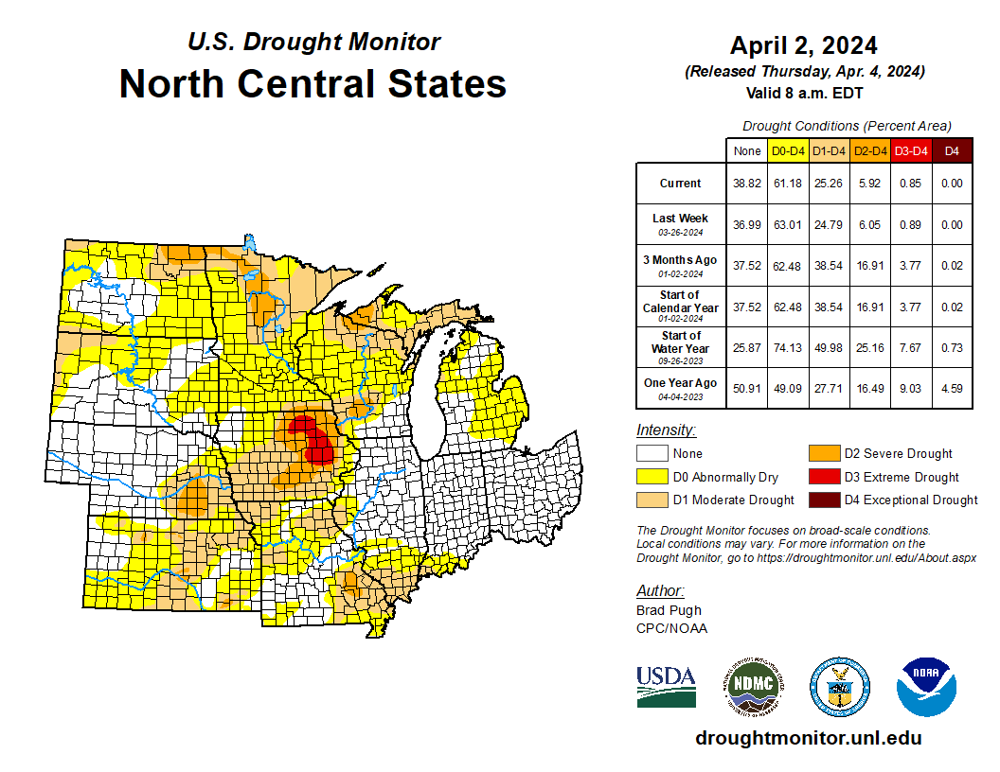 U.S. Drought Monitor
North Central States
April 2, 2024
(Released Thursday, Apr. 4, 2024)
Valid 8 a.m. EDT
Drought Conditions (Percent Area)
None D0-D4 D1-D4 D2-D4 D3-D4 D4
Current 38.82 61.18 25.26 5.92 0.85 0.00
Last Week
03-26-2024 36.99 63.01 24.79 6.05 0.89 0.00
3 Months Ago
01-02-2024 37.52 62.48 38.54 16.91 3.77 0.02
Start of
Calendar Year
01-02-2024 37.52 62.48 38.54 16.91 3.77 0.02
Start of
Water Year
09-26-2023 25.87 74.13 49.98 25.16 7.67 0.73
One Year Ago
04-04-2023 50.91 49.09 27.71 16.49 9.03 4.59
Intensity:
None
D0 Abnormally Dry
D1 Moderate Drought
D2 Severe Drought
D3 Extreme Drought
D4 Exceptional Drought
The Drought Monitor focuses on broad-scale conditions.
Local conditions may vary. For more information on the
Drought Monitor, go to https://droughtmonitor.unl.edu/About.aspx
Author:
Brad Pugh
CPC/NOAA
USDA
NDMC
NOAA
droughtmonitor.unl.edu